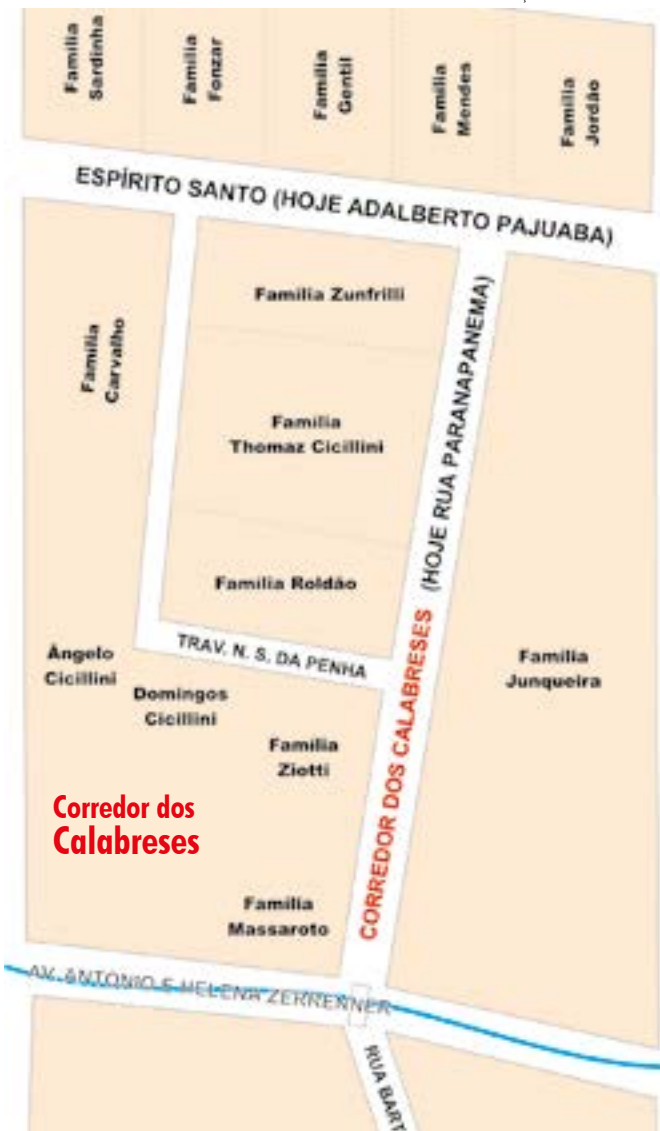 Familia
Sardinha
Familia
Fonzar
Familia
Gentil
Familia
Mendes
Familia
Jordão
ESPÍRITO SANTO (HOJE ADALBERTO PAJUABA)
Familia Zunfrilli
Familia
Carvalho
Familia
Thomaz Cicillini
Familia Roldão
CORREDOR DOS CALABRESES (HOJE RUA PARANAPANEMA)
TRAV. N. S. DA PENHA
Ângelo
Cicillini
Domingos
Cicillini
Familia
Ziotti
Familia
Junqueira
Corredor dos
Calabreses
Familia
Massaroto
AV. ANTONIO E HELENA ZERRENNER
RUA BART